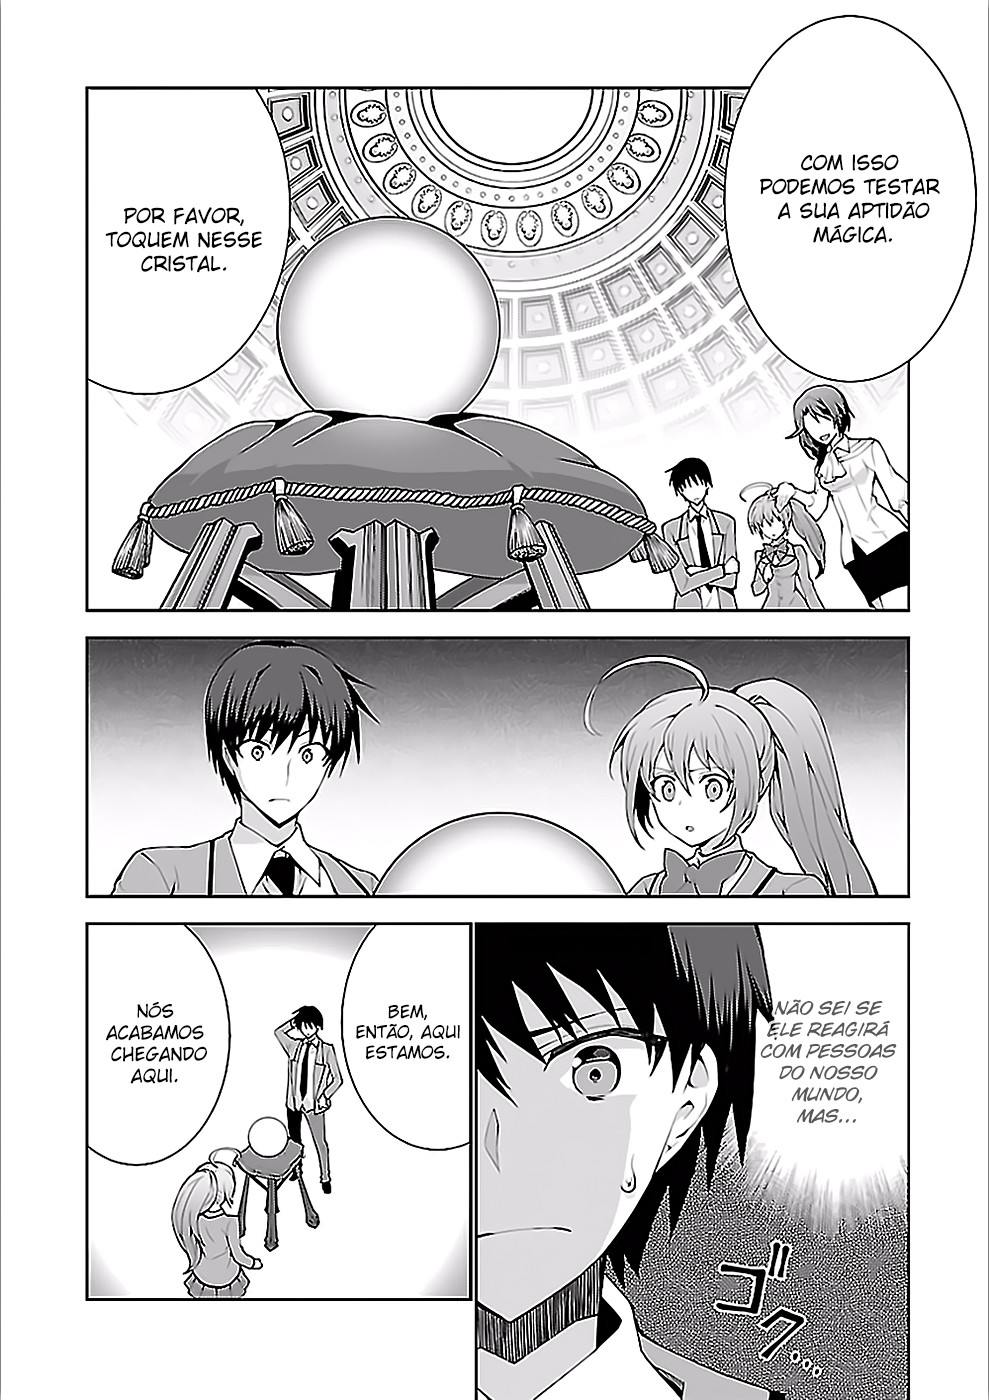 COM ISSO
PODEMOS TESTAR
A SUA APTIDÃO
MÁGICA.
POR FAVOR,
TOQUEM NESSE
CRISTAL.
NÃO SEI SE
ELE REAGIRÁ
COM PESSOAS
DO NOSSO
MUNDO,
MAS...
ゴク...
BEM,
ENTÃO, AQUI
ESTAMOS.
NÓS
ACABAMOS
CHEGANDO
AQUI.